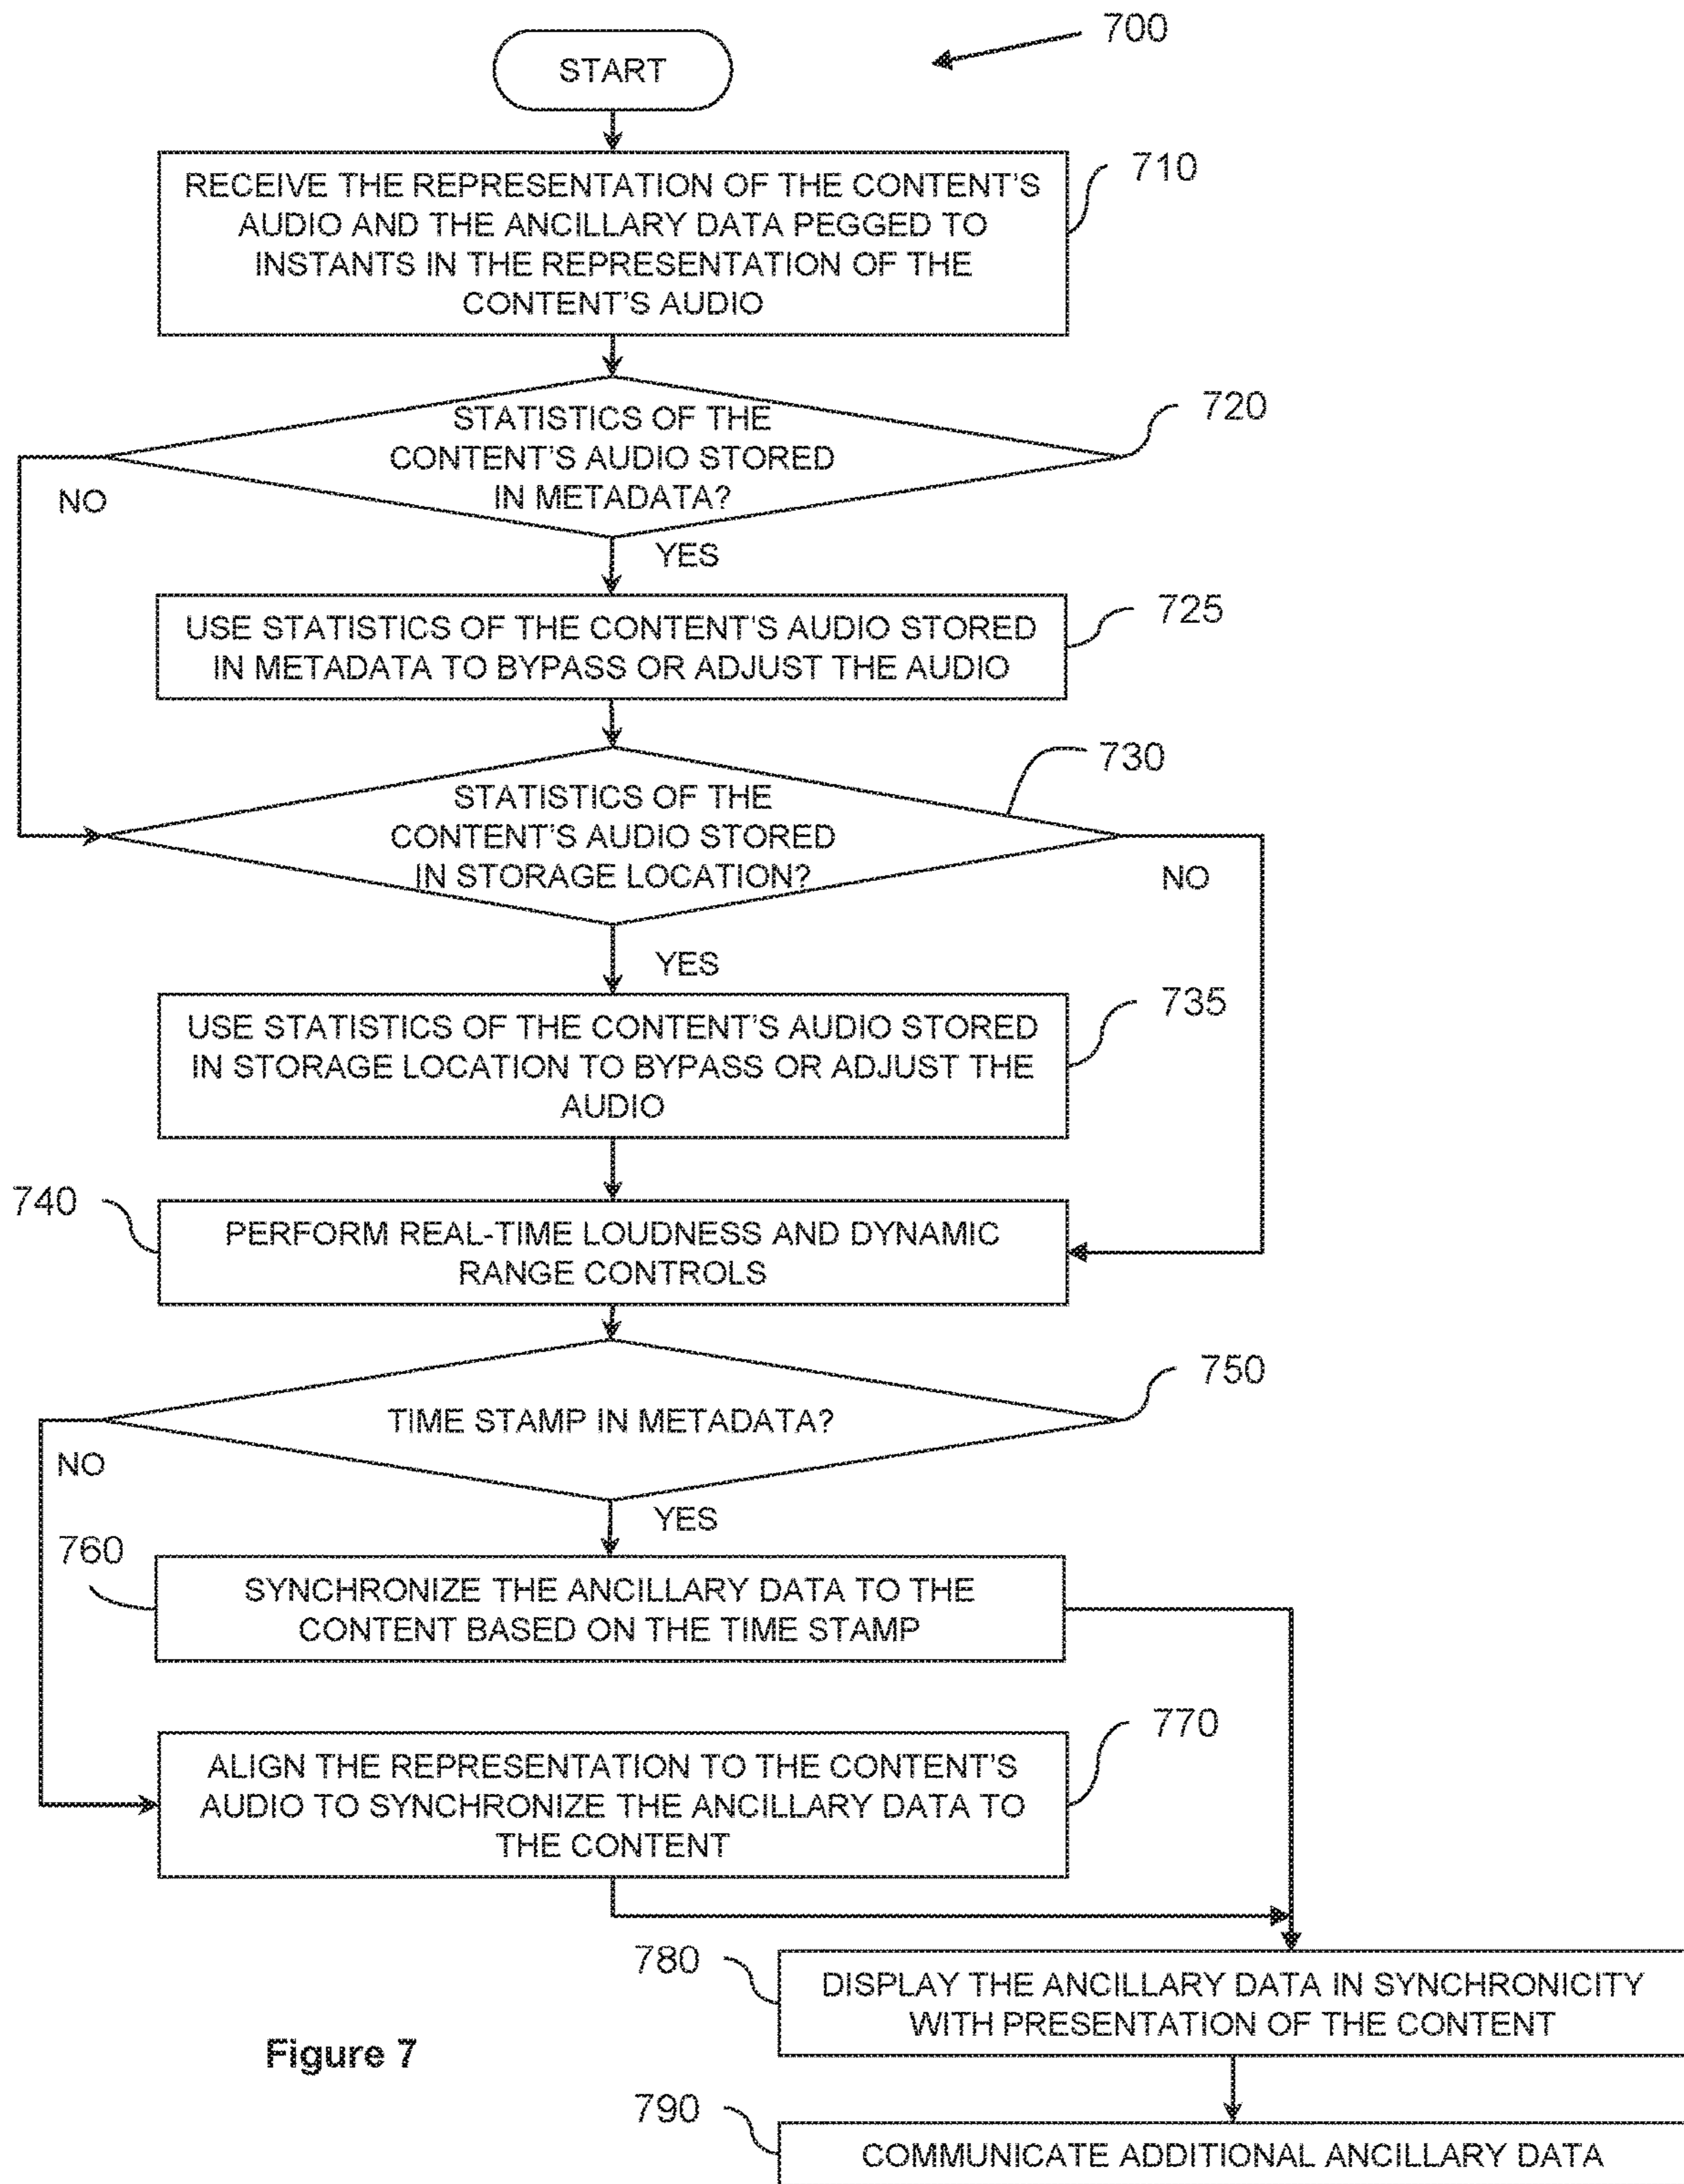 700
START
710
RECEIVE THE REPRESENTATION OF THE CONTENT'S
AUDIO AND THE ANCILLARY DATA PEGGED TO
INSTANTS IN THE REPRESENTATION OF THE
CONTENT'S AUDIO
720
STATISTICS OF THE
CONTENT'S AUDIO STORED
IN METADATA?
NO
YES
725
USE STATISTICS OF THE CONTENT'S AUDIO STORED
IN METADATA TO BYPASS OR ADJUST THE AUDIO
730
STATISTICS OF THE
CONTENT'S AUDIO STORED
IN STORAGE LOCATION?
NO
YES
735
USE STATISTICS OF THE CONTENT'S AUDIO STORED
IN STORAGE LOCATION TO BYPASS OR ADJUST THE
AUDIO
740
PERFORM REAL-TIME LOUDNESS AND DYNAMIC
RANGE CONTROLS
750
TIME STAMP IN METADATA?
NO
YES
760
SYNCHRONIZE THE ANCILLARY DATA TO THE
CONTENT BASED ON THE TIME STAMP
770
ALIGN THE REPRESENTATION TO THE CONTENT'S
AUDIO TO SYNCHRONIZE THE ANCILLARY DATA TO
THE CONTENT
780
DISPLAY THE ANCILLARY DATA IN SYNCHRONICITY
WITH PRESENTATION OF THE CONTENT
Figure 7
790
COMMUNICATE ADDITIONAL ANCILLARY DATA